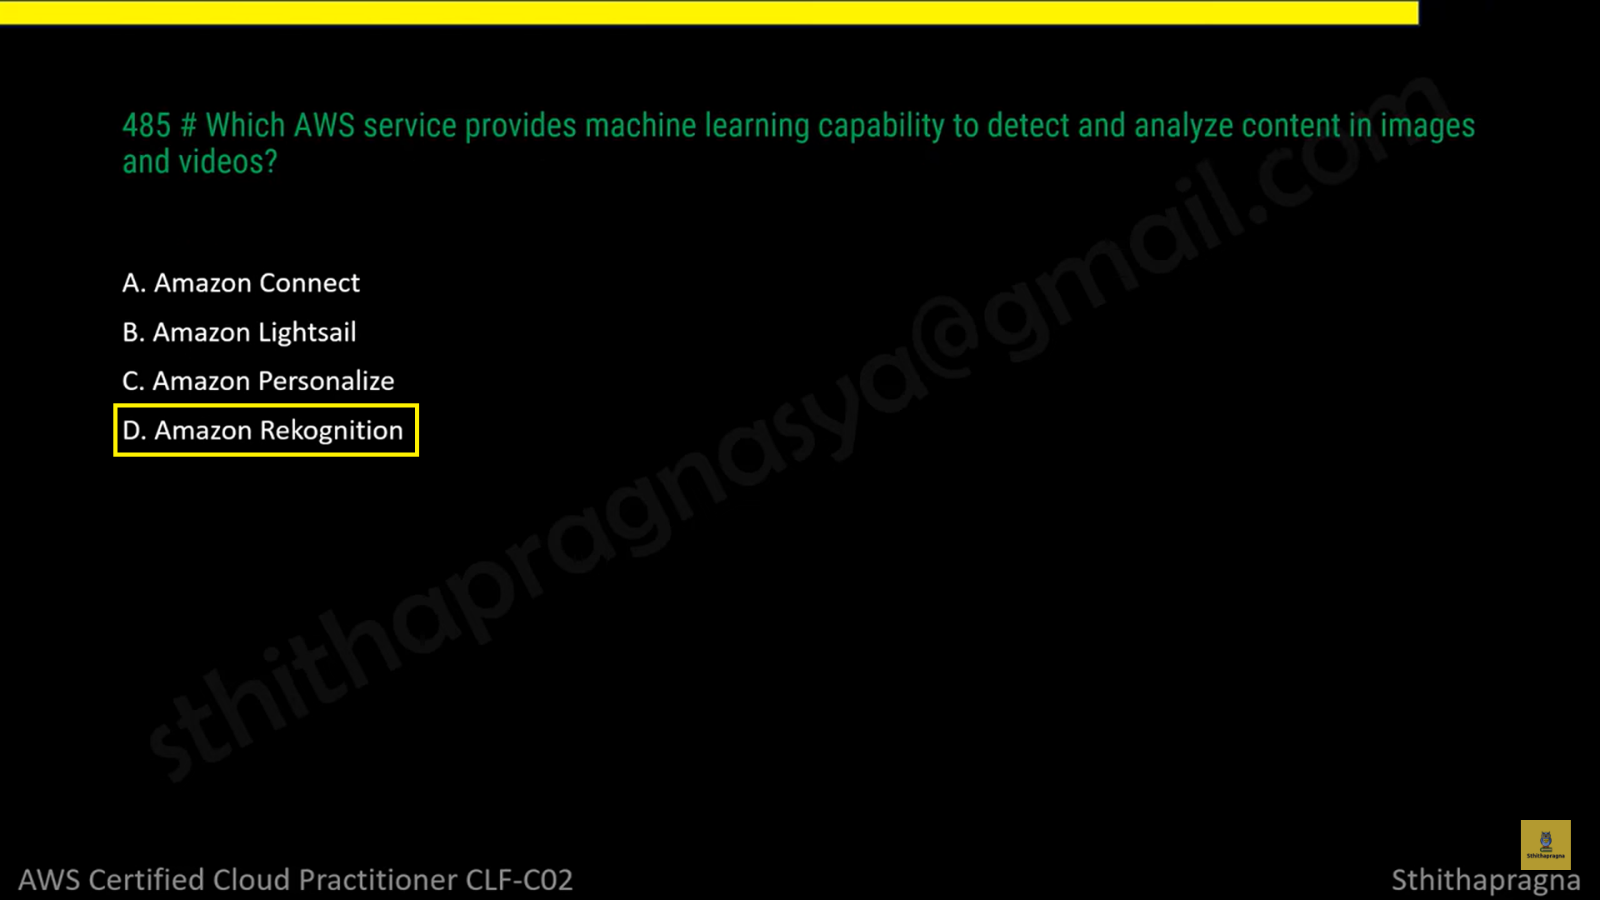 485 # Which AWS service provides machine learning capability to detect and analyze content in images
and videos?
A. Amazon Connect
B. Amazon Lightsail
C. Amazon Personalize
D. Amazon Rekognition
sthithapragnasya@gmail.com
Sthithapragna
AWS Certified Cloud Practitioner CLF-C02
Sthithapragna